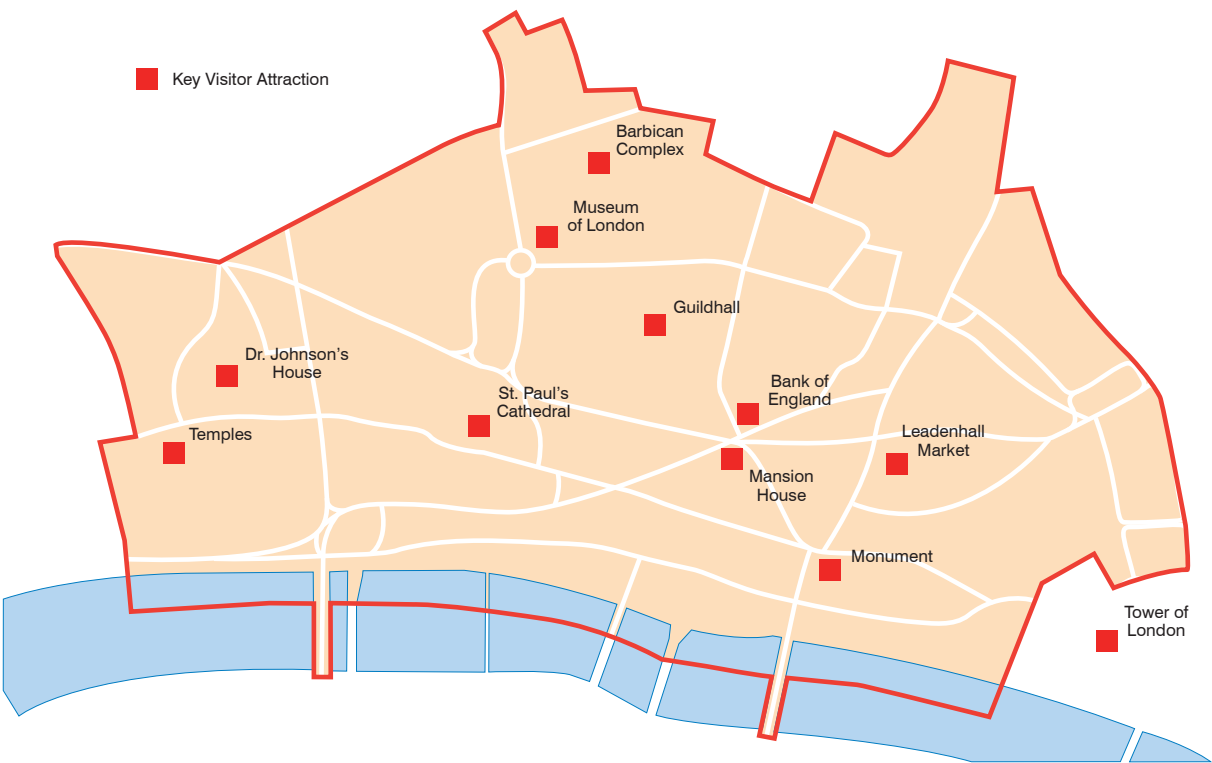 Key Visitor Attraction
Barbican
Complex
Museum
of London
Guildhall
Dr. Johnson’s
House
St. Paul’s
Cathedral
Bank of
England
Temples
Leadenhall
Market
Mansion
House
Monument
Tower of
London